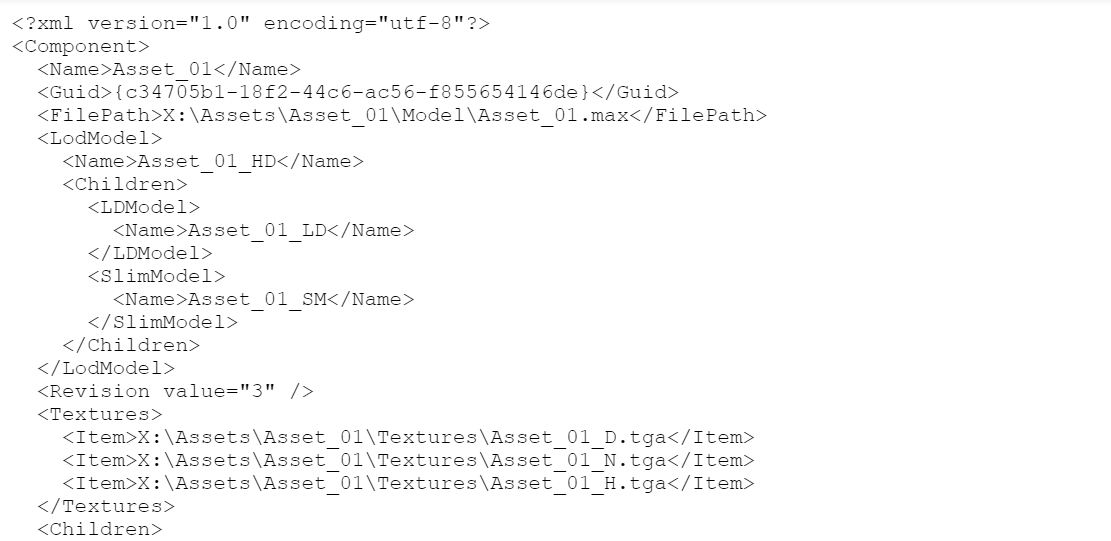 <?xml version="1.0" encoding="utf-8"?>
<Component>
  <Name>Asset_01</Name>
  <Guid>{c34705b1-18f2-44c6-ac56-f855654146de}</Guid>
  <FilePath>X:\Assets\Asset_01\Model\Asset_01.max</FilePath>
  <LodModel>
    <Name>Asset_01_HD</Name>
    <Children>
      <LDModel>
        <Name>Asset_01_LD</Name>
      </LDModel>
      <SlimModel>
        <Name>Asset_01_SM</Name>
      </SlimModel>
    </Children>
  </LodModel>
  <Revision value="3" />
  <Textures>
    <Item>X:\Assets\Asset_01\Textures\Asset_01_D.tga</Item>
    <Item>X:\Assets\Asset_01\Textures\Asset_01_N.tga</Item>
    <Item>X:\Assets\Asset_01\Textures\Asset_01_H.tga</Item>
  </Textures>
  <Children>